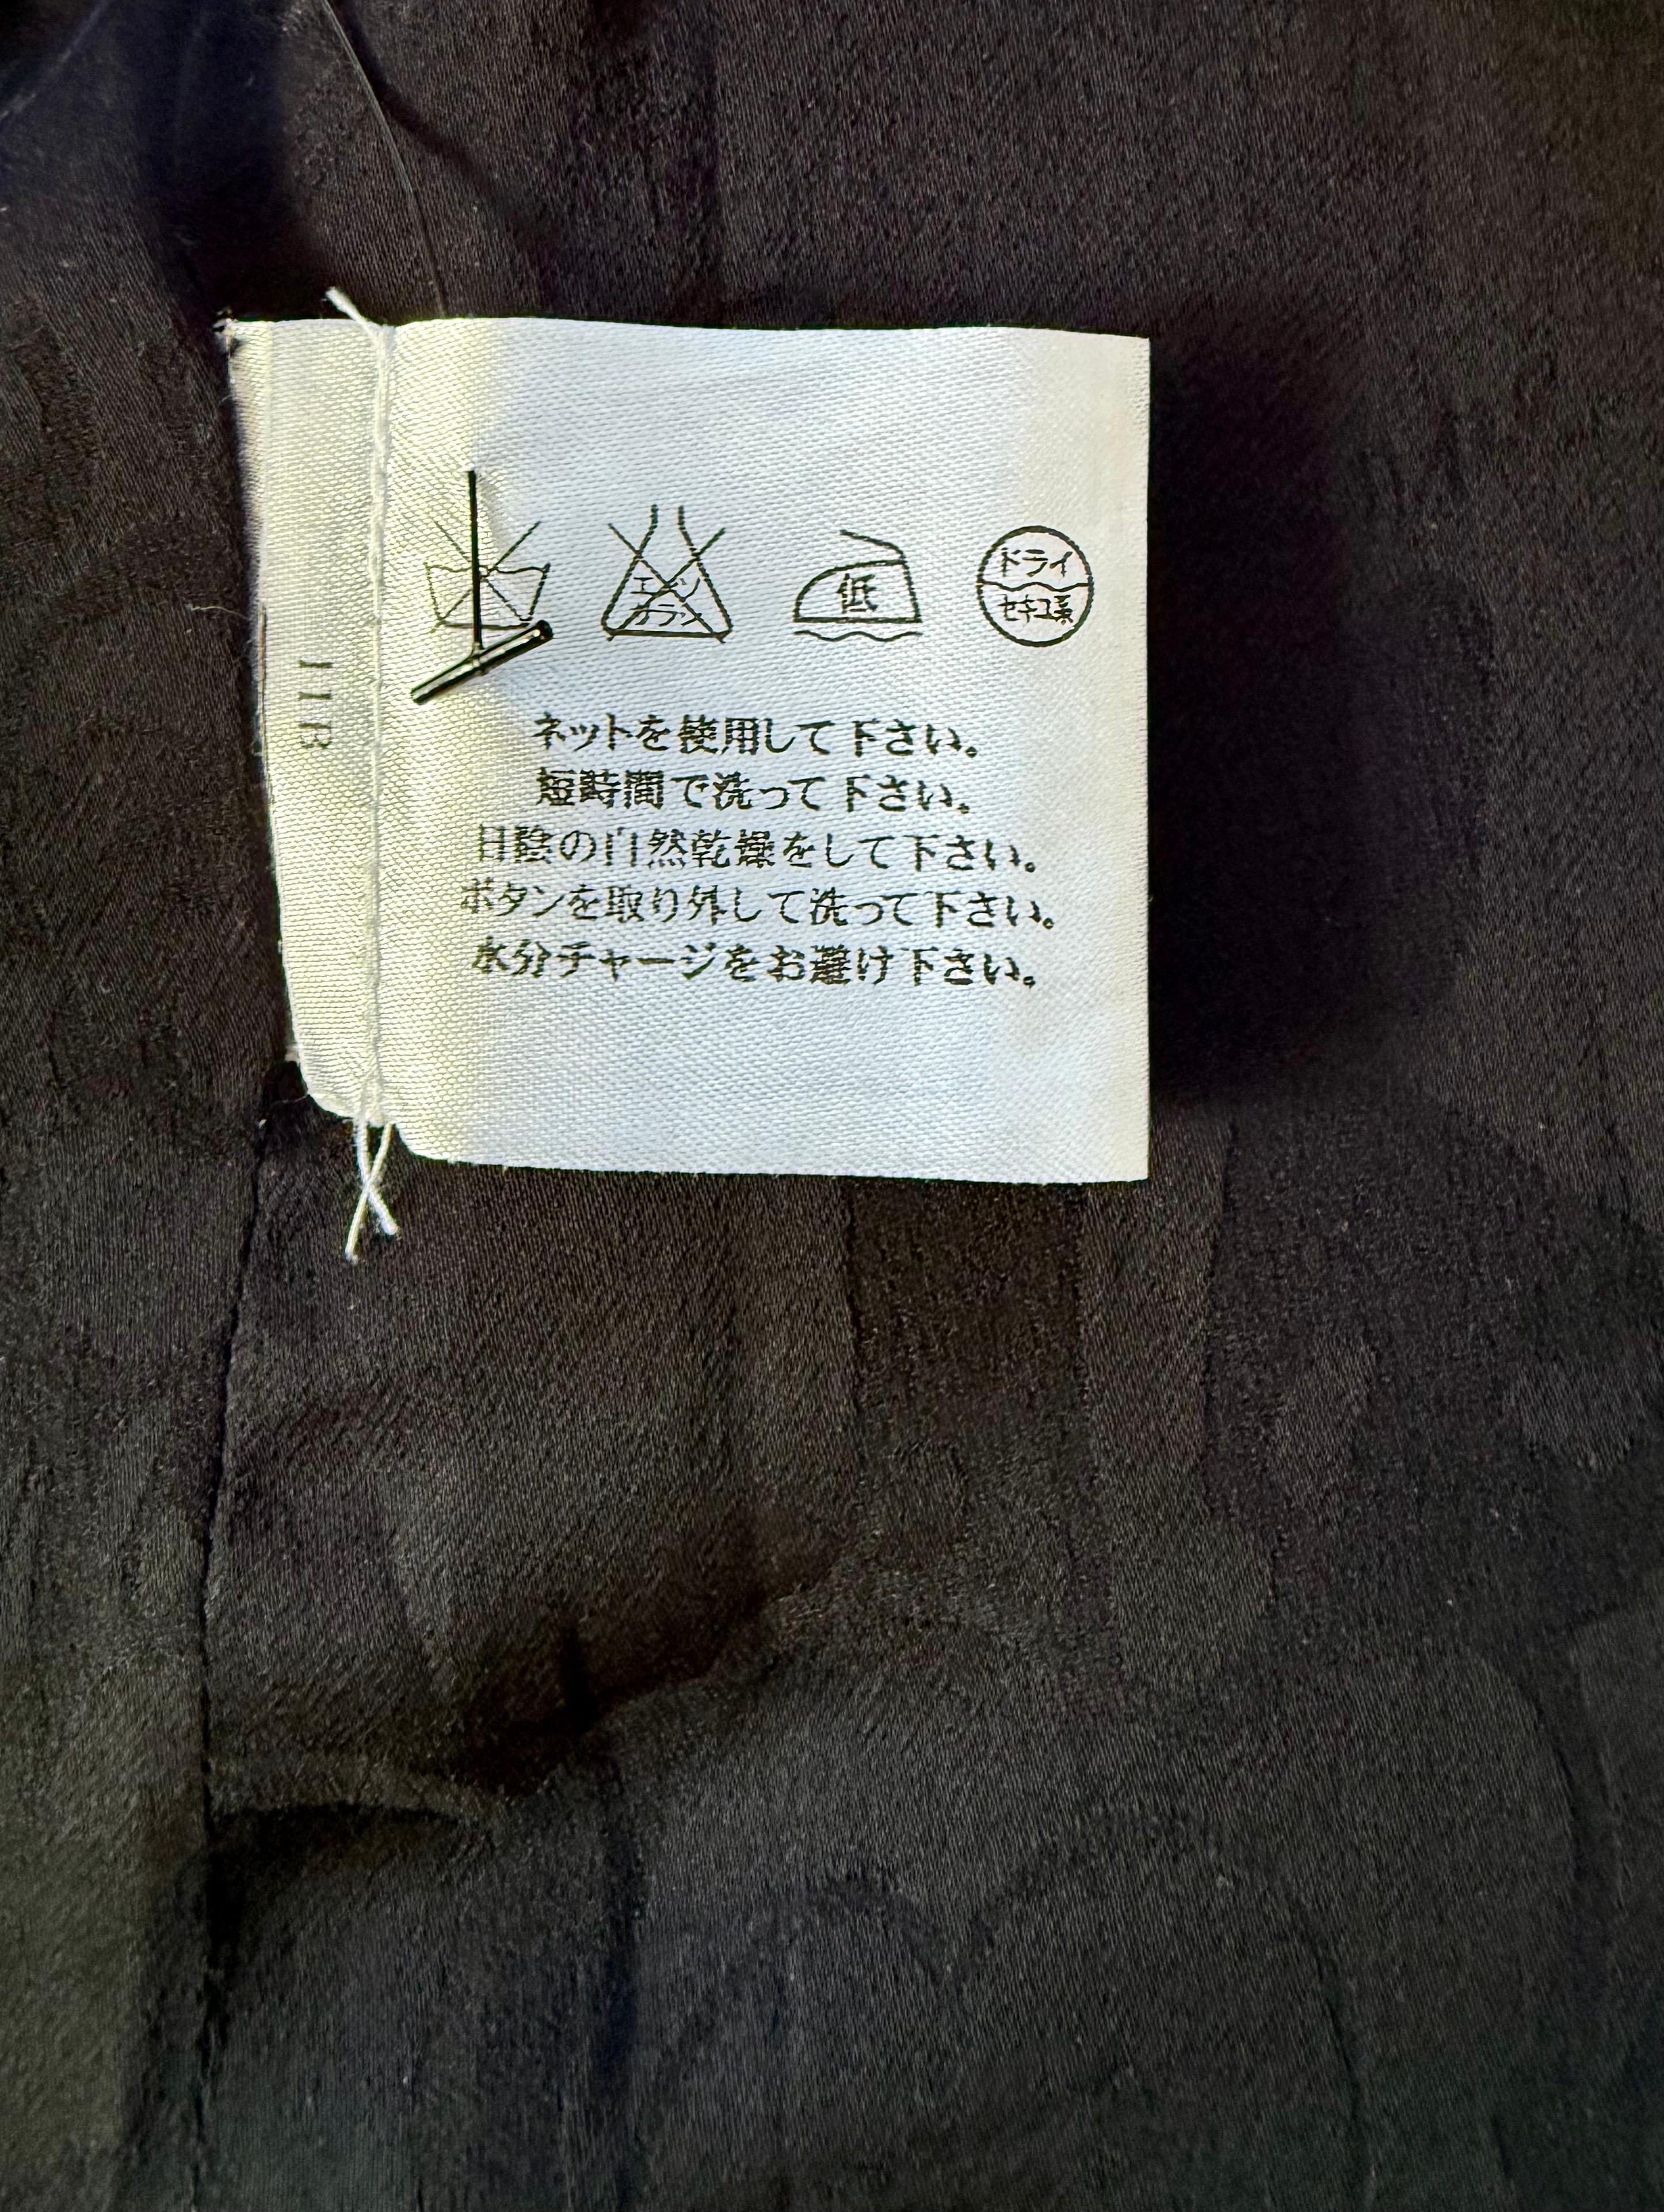 エンソ
サラシ
低
ドライ
セキユ系
11B
ネットを使用して下さい。
短時間で洗って下さい。
日陰の自然乾燥をして下さい。
ボタンを取り外して洗って下さい。
水分チャージをお避け下さい。